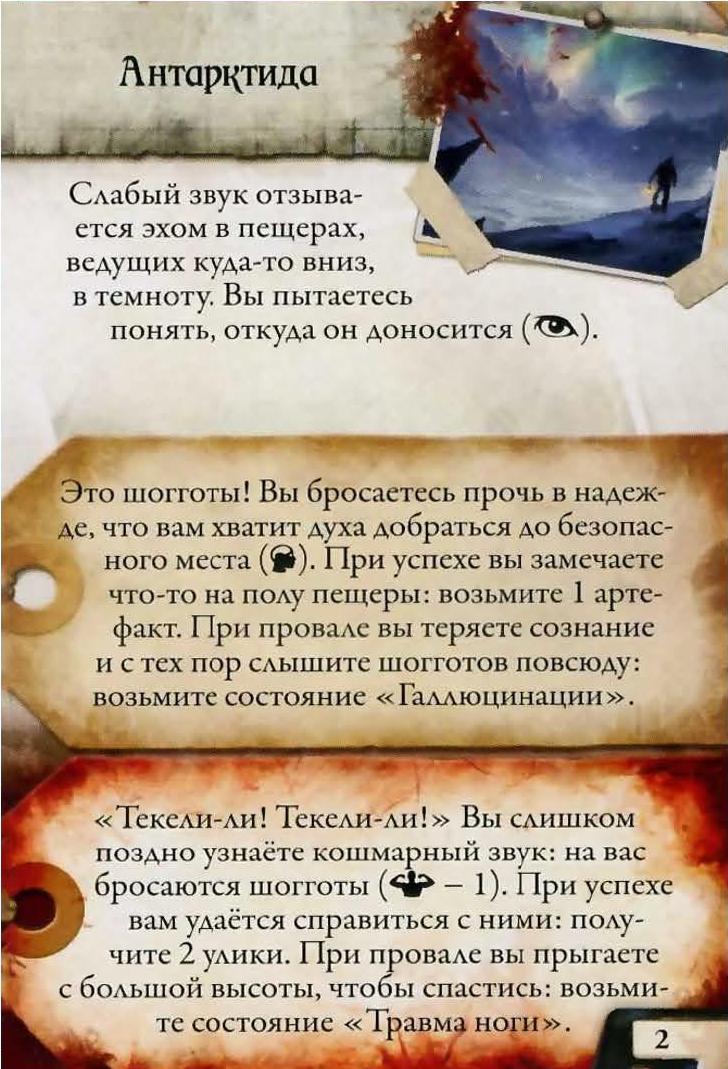 Антарктида
Слабый звук отзыва-
ется эхом в пещерах,
ведущих куда-то вниз,
в темноту. Вы пытаетесь
понять, откуда он доносится ( ).
Это шогготы! Вы бросаетесь прочь в надеж-
де, что вам хватит духа добраться до безопас-
ного места ( ). При успехе вы замечаете
что-то на полу пещеры: возьмите 1 арте-
факт. При провале вы теряете сознание
и с тех пор слышите шогготов повсюду:
возьмите состояние «Галлюцинации».
«Текели-ли! Текели-ли!» Вы слишком
поздно узнаёте кошмарный звук: на вас
бросаются шогготы ( – 1). При успехе
вам удаётся справиться с ними: полу-
чите 2 улики. При провале вы прыгаете
с большой высоты, чтобы спастись: возьми-
те состояние «Травма ноги».
2